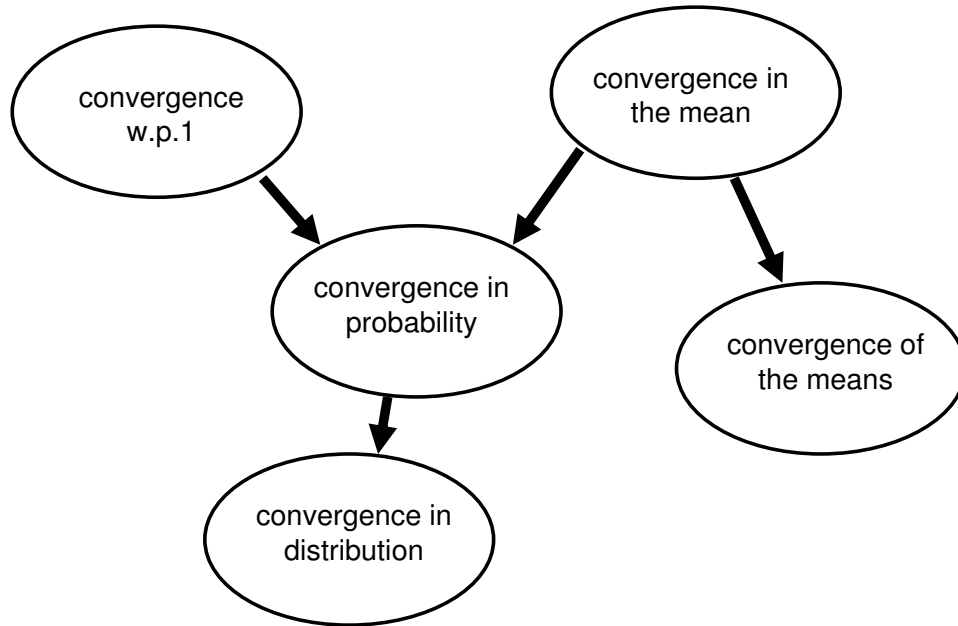 convergence
w.p.1
convergence in
the mean
convergence in
probability
convergence of
the means
convergence in
distribution